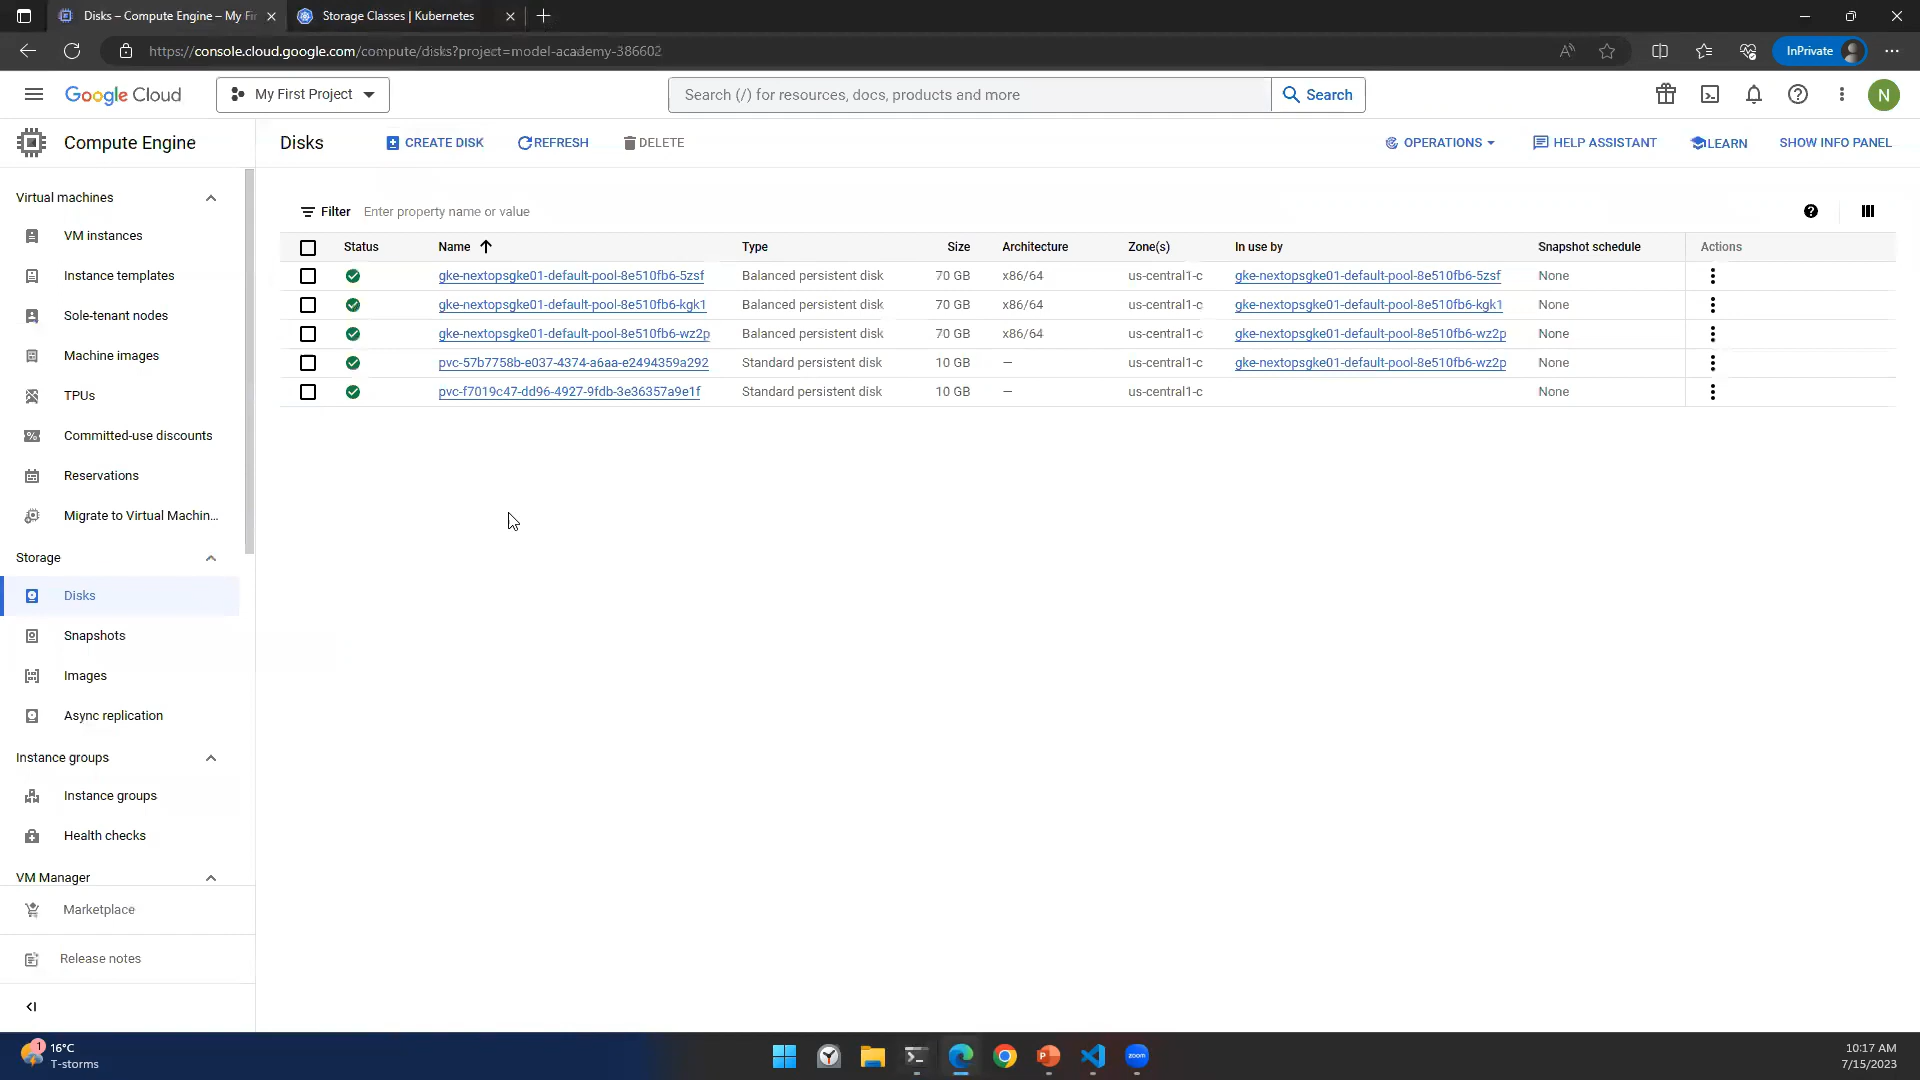 Disks – Compute Engine – My Fir
Storage Classes | Kubernetes
https://console.cloud.google.com/compute/disks?project=model-academy-386602
InPrivate
Google Cloud
My First Project
Search (/) for resources, docs, products and more
Search
N
Compute Engine
Disks
CREATE DISK
REFRESH
DELETE
OPERATIONS
HELP ASSISTANT
LEARN
SHOW INFO PANEL
Virtual machines
VM instances
Instance templates
Sole-tenant nodes
Machine images
TPUs
Committed-use discounts
Reservations
Migrate to Virtual Machin...
Storage
Disks
Snapshots
Images
Async replication
Instance groups
Instance groups
Health checks
VM Manager
Marketplace
Release notes
Filter Enter property name or value
Status Name Type Size Architecture Zone(s) In use by Snapshot schedule Actions
gke-nextopsgke01-default-pool-8e510fb6-5zsf Balanced persistent disk 70 GB x86/64 us-central1-c gke-nextopsgke01-default-pool-8e510fb6-5zsf None
gke-nextopsgke01-default-pool-8e510fb6-kgk1 Balanced persistent disk 70 GB x86/64 us-central1-c gke-nextopsgke01-default-pool-8e510fb6-kgk1 None
gke-nextopsgke01-default-pool-8e510fb6-wz2p Balanced persistent disk 70 GB x86/64 us-central1-c gke-nextopsgke01-default-pool-8e510fb6-wz2p None
pvc-57b7758b-e037-4374-a6aa-e2494359a292 Standard persistent disk 10 GB — us-central1-c gke-nextopsgke01-default-pool-8e510fb6-wz2p None
pvc-f7019c47-dd96-4927-9fdb-3e36357a9e1f Standard persistent disk 10 GB — us-central1-c None
1
16°C
T-storms
zoom
10:17 AM
7/15/2023